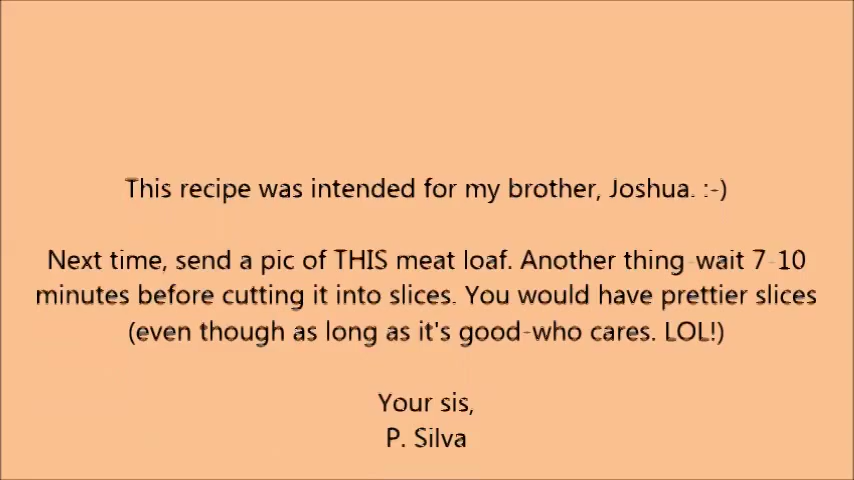 This recipe was intended for my brother, Joshua. :-)
Next time, send a pic of THIS meat loaf. Another thing-wait 7-10
minutes before cutting it into slices. You would have prettier slices
(even though as long as it's good-who cares. LOL!)
Your sis,
P. Silva